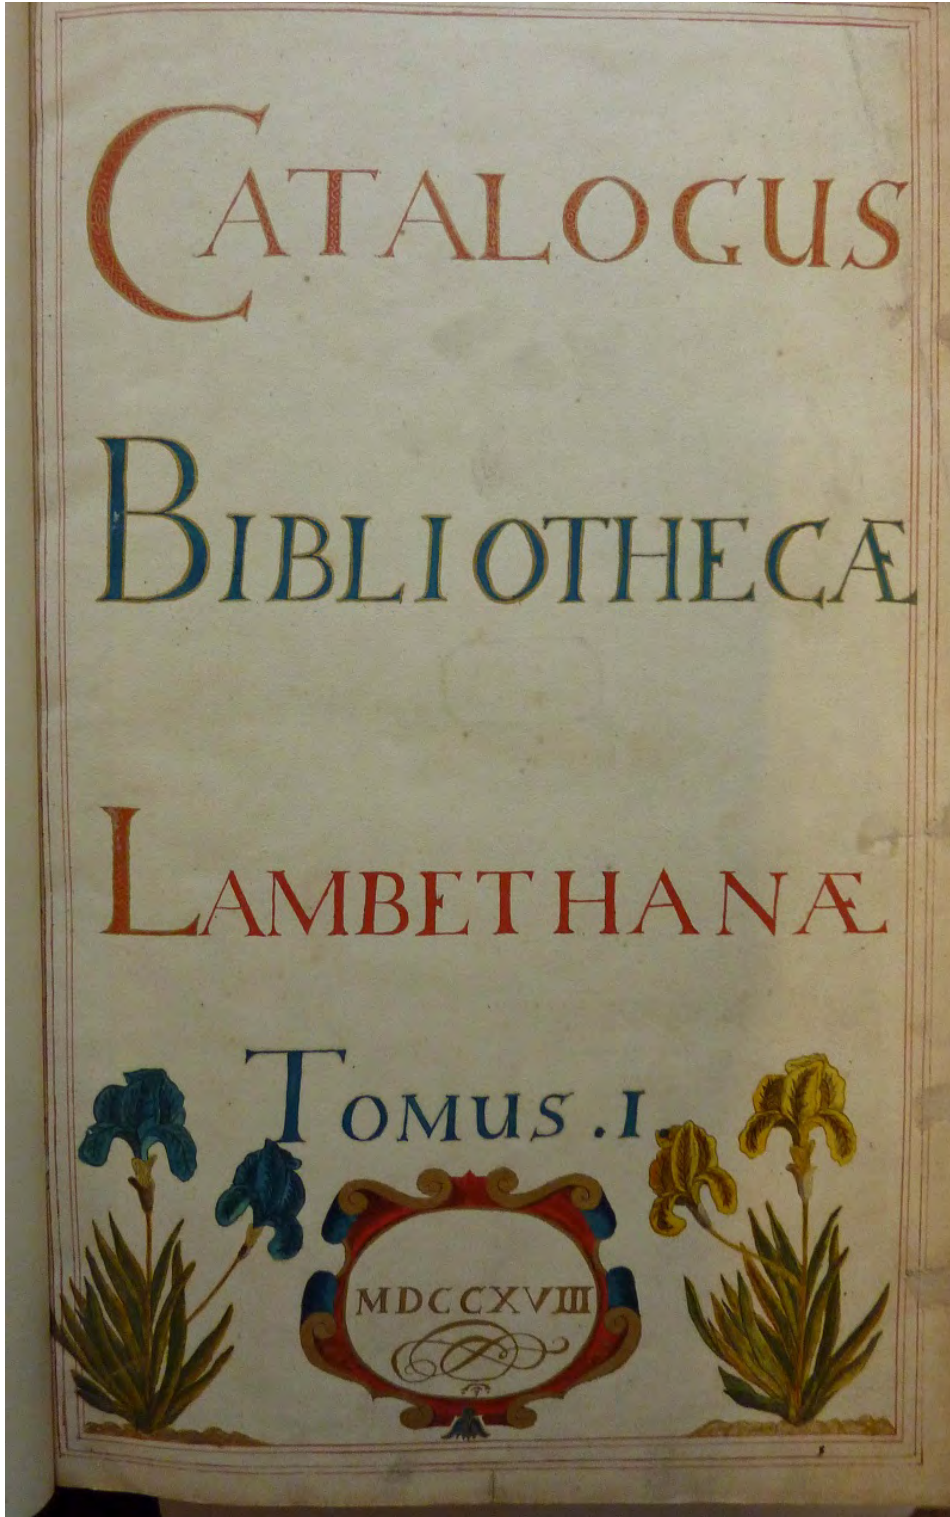 CATALOGUS
BIBLIOTHECÆ
LAMBETHANÆ
TOMUS . I .
MDCCXVIII